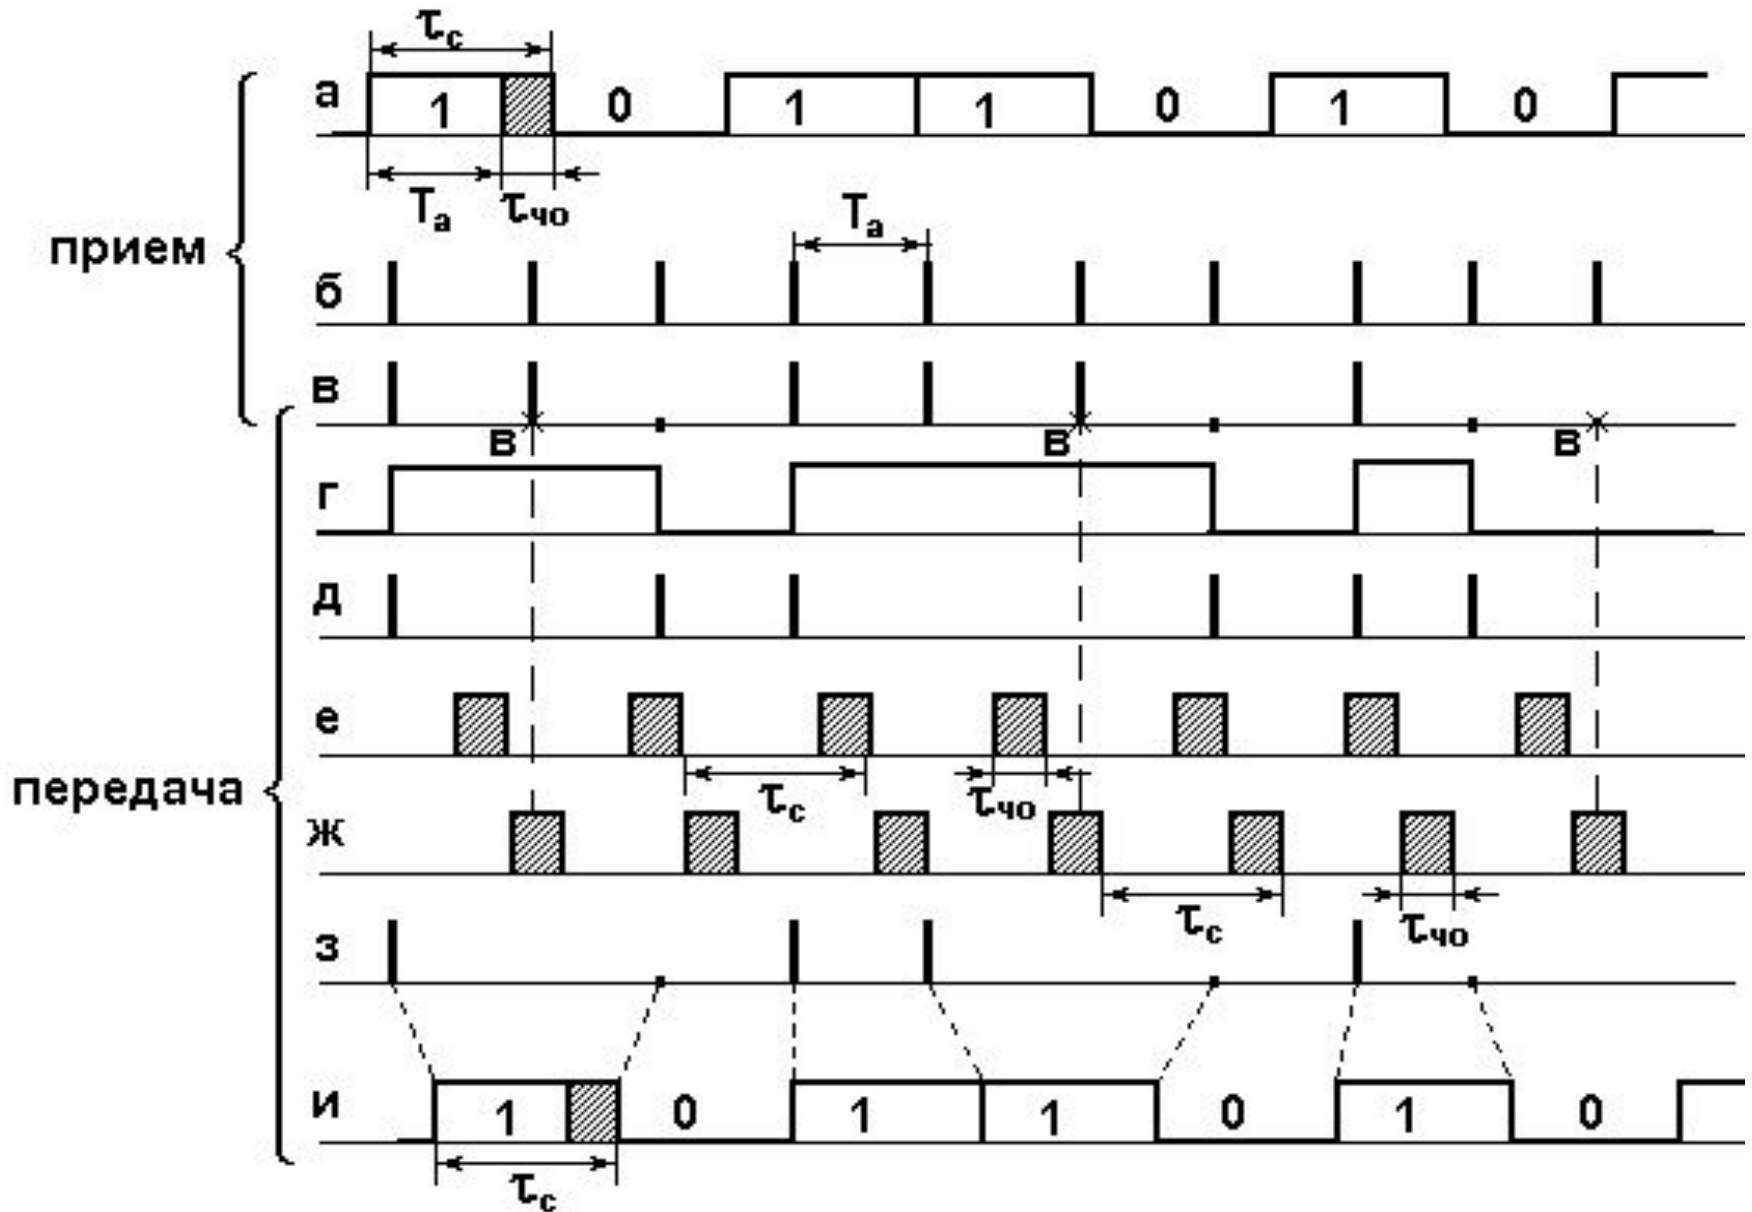 τс
а 1 0 1 1 0 1 0
Tа τчо
прием
Tа
б
в
в в в
г
д
е
τс τчо
передача
ж
τс τчо
з
и 1 0 1 1 0 1 0
τс